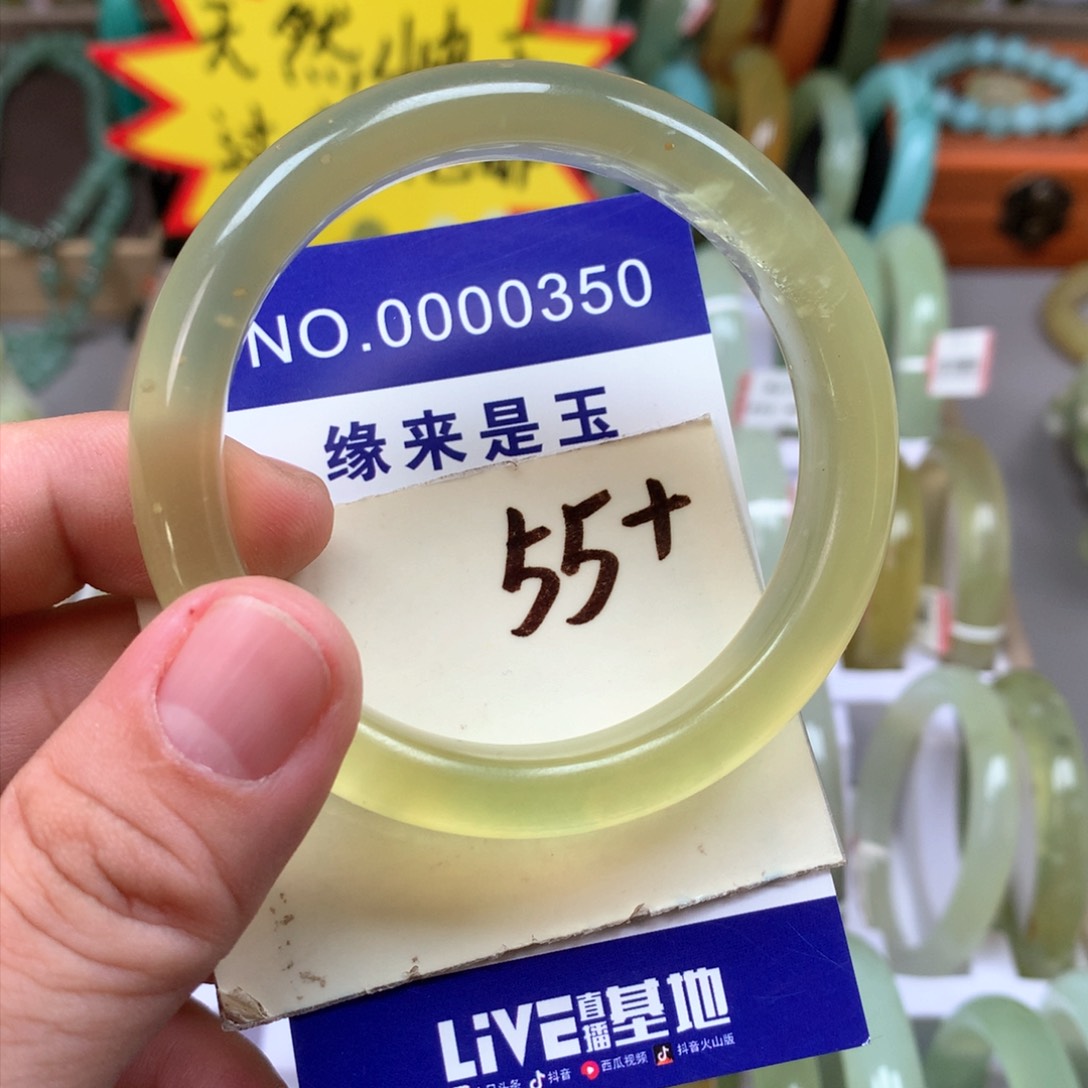 天然
NO.0000350
缘来是玉
55+
LIVE直播基地
抖音 西瓜视频 抖音火山版